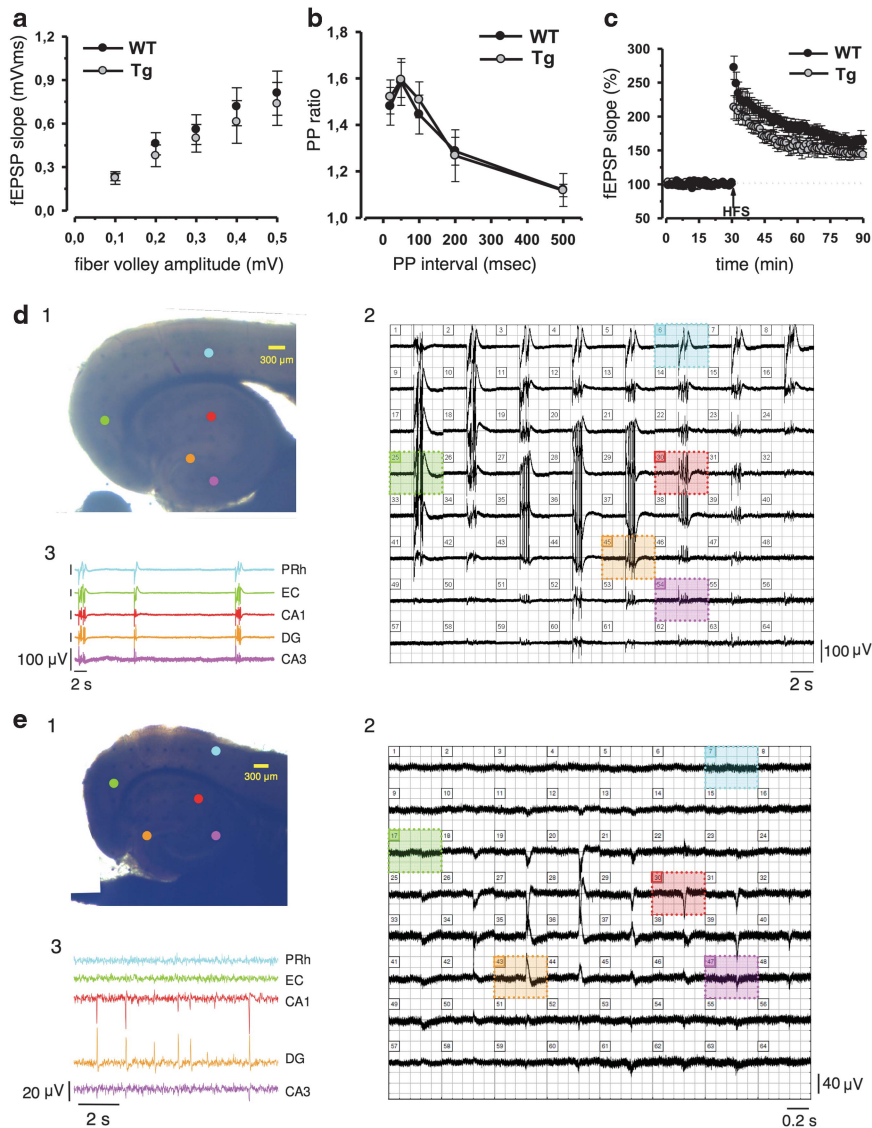 a
WT
Tg
fEPSP slope (mV\ms)
1,2
0,9
0,6
0,3
0,0
0,0 0,1 0,2 0,3 0,4 0,5
fiber volley amplitude (mV)
b
WT
Tg
PP ratio
1,8
1,6
1,4
1,2
1,0
0 100 200 300 400 500
PP interval (msec)
c
WT
Tg
fEPSP slope (%)
300
250
200
150
100
50
HFS
0 15 30 45 60 75 90
time (min)
d
1
300 µm
2
1 2 3 4 5 6 7 8
9 10 11 12 13 14 15 16
17 18 19 20 21 22 23 24
25 26 27 28 29 30 31 32
33 34 35 36 37 38 39 40
41 42 43 44 45 46 47 48
49 50 51 52 53 54 55 56
57 58 59 60 61 62 63 64
100 µV
2 s
3
PRh
EC
CA1
DG
CA3
100 µV
2 s
e
1
300 µm
2
1 2 3 4 5 6 7 8
9 10 11 12 13 14 15 16
17 18 19 20 21 22 23 24
25 26 27 28 29 30 31 32
33 34 35 36 37 38 39 40
41 42 43 44 45 46 47 48
49 50 51 52 53 54 55 56
57 58 59 60 61 62 63 64
40 µV
0.2 s
3
PRh
EC
CA1
DG
CA3
20 µV
2 s